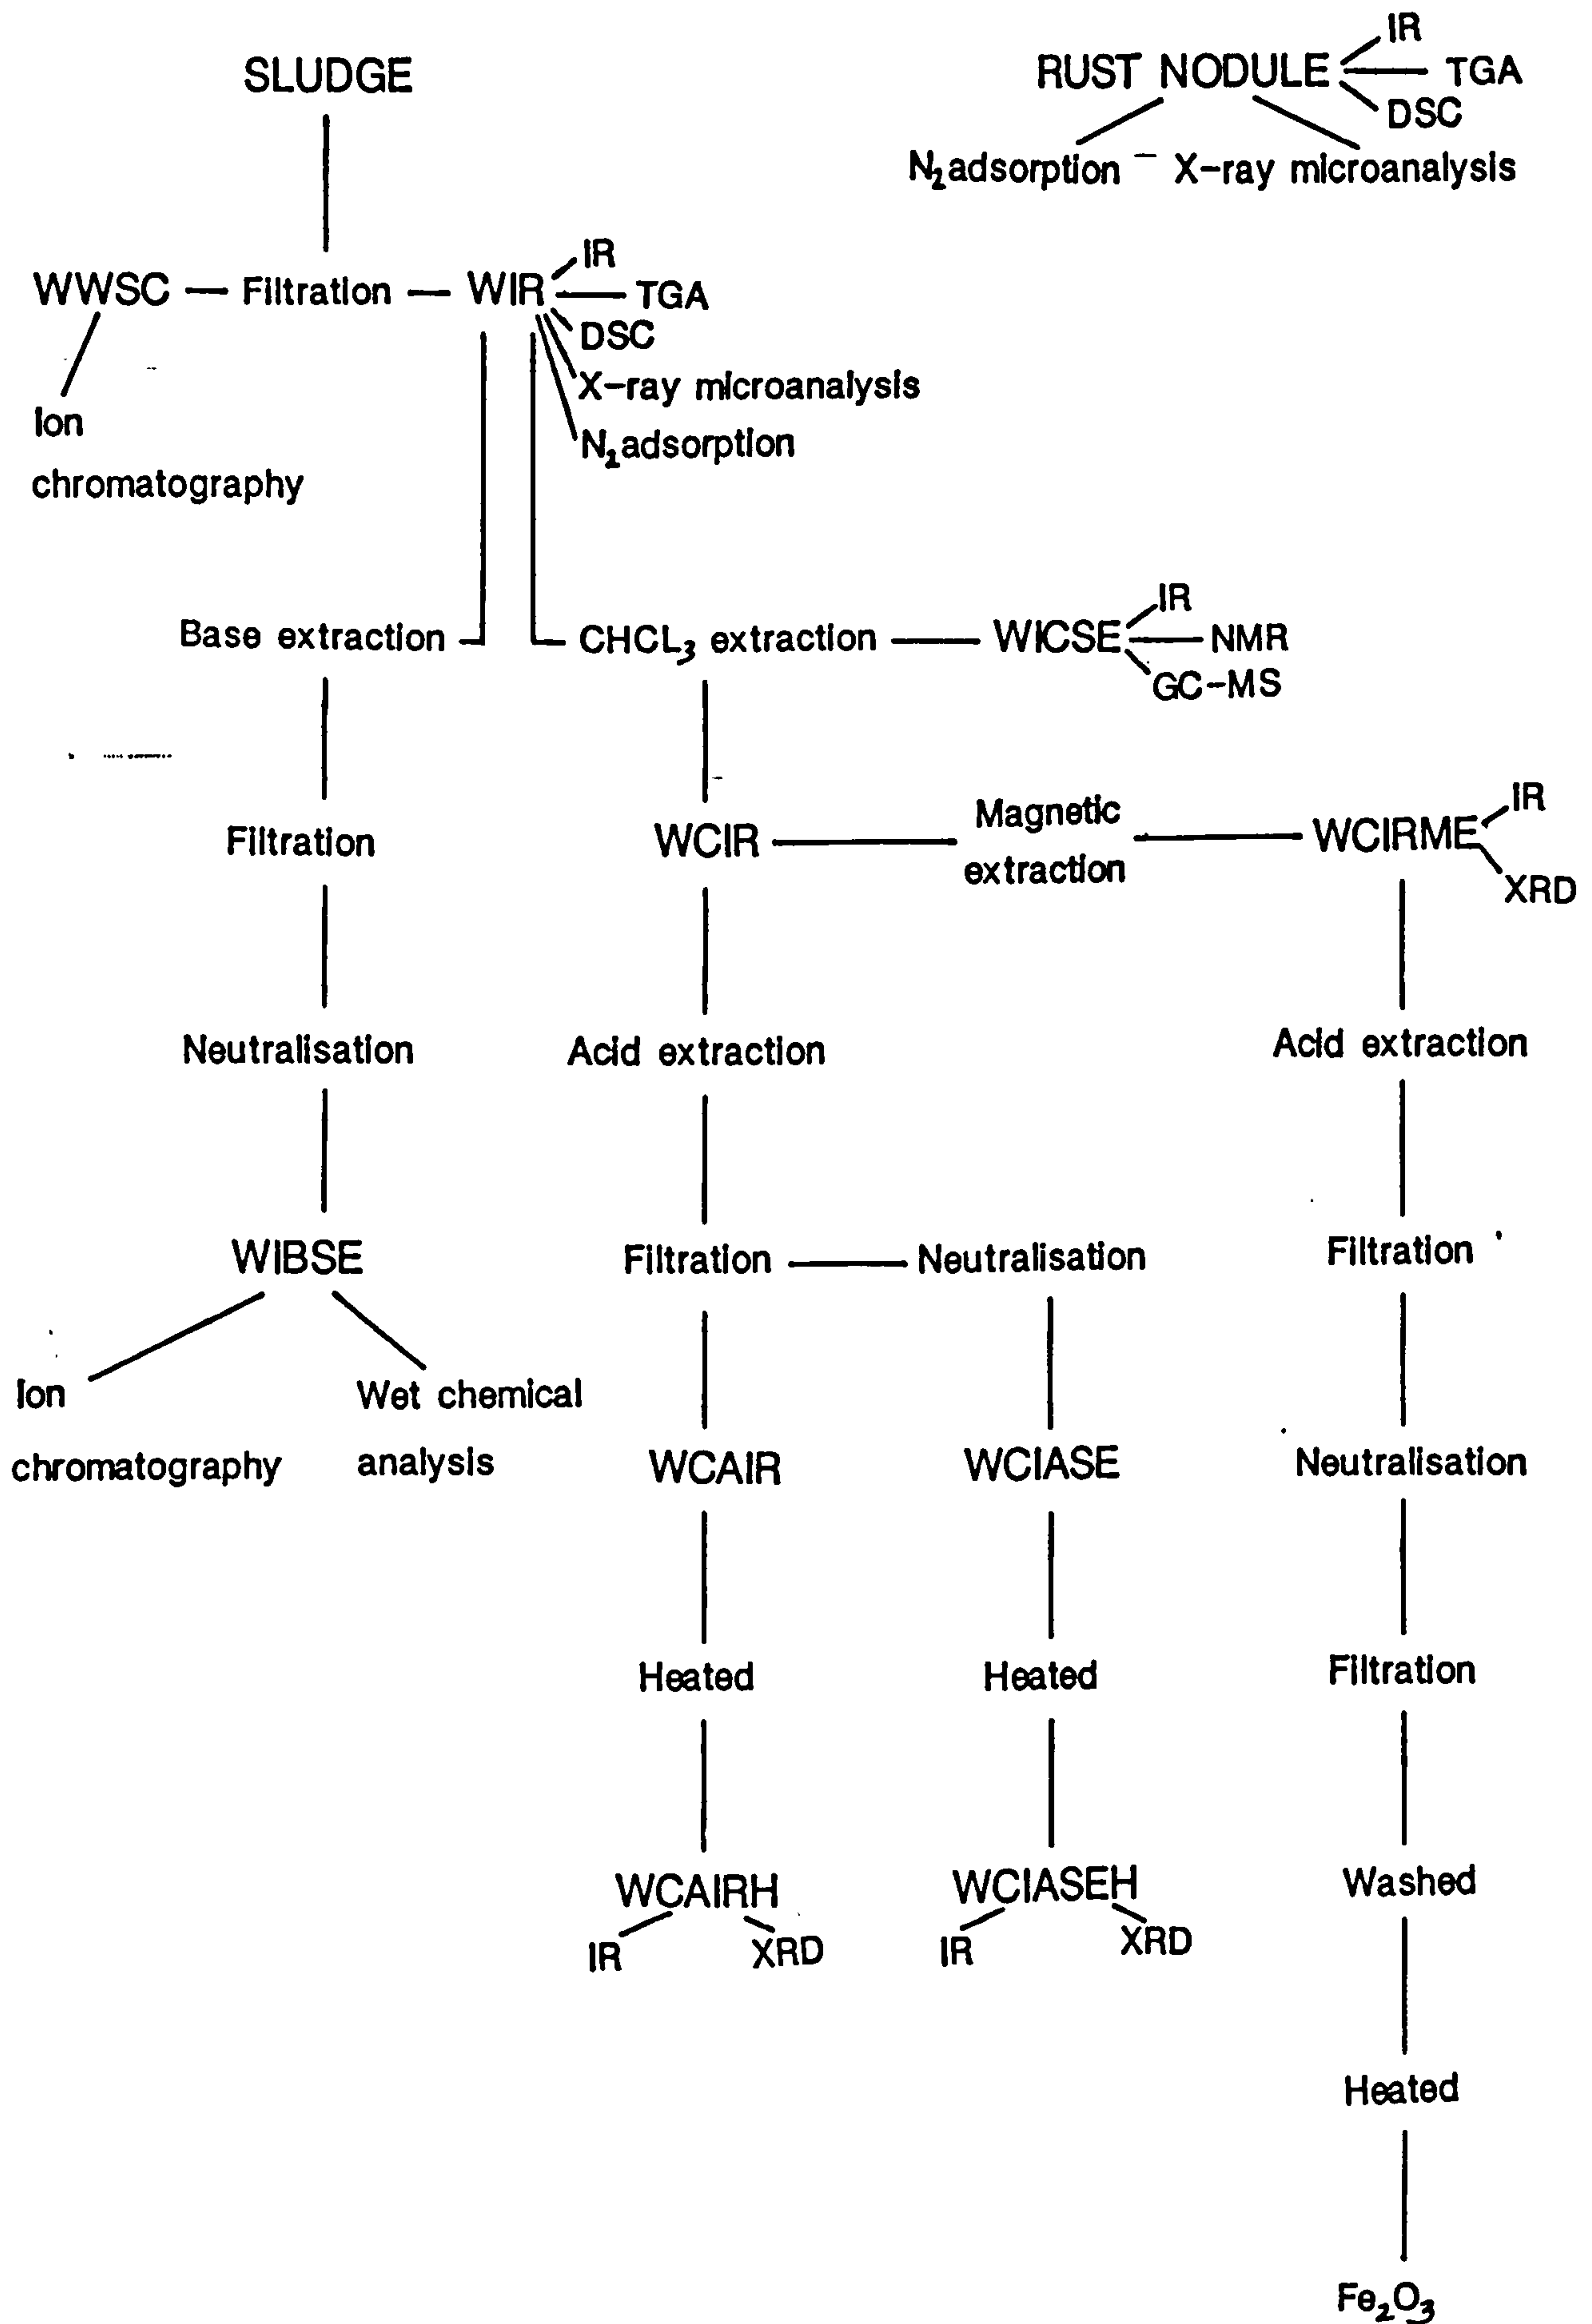 IR
SLUDGE
RUST NODULE
TGA
DSC
N₂adsorption
X-ray microanalysis
WWSC
Filtration
WIR
IR
TGA
DSC
X-ray microanalysis
N₂adsorption
Ion
chromatography
Base extraction
CHCL₃ extraction
WICSE
IR
NMR
GC-MS
Filtration
WCIR
Magnetic
extraction
WCIRME
IR
XRD
Neutralisation
Acid extraction
Acid extraction
WIBSE
Filtration
Neutralisation
Filtration
Ion
chromatography
Wet chemical
analysis
WCAIR
WCIASE
Neutralisation
Heated
Heated
Filtration
WCAIRH
WCIASEH
Washed
IR
XRD
IR
XRD
Heated
Fe₂O₃